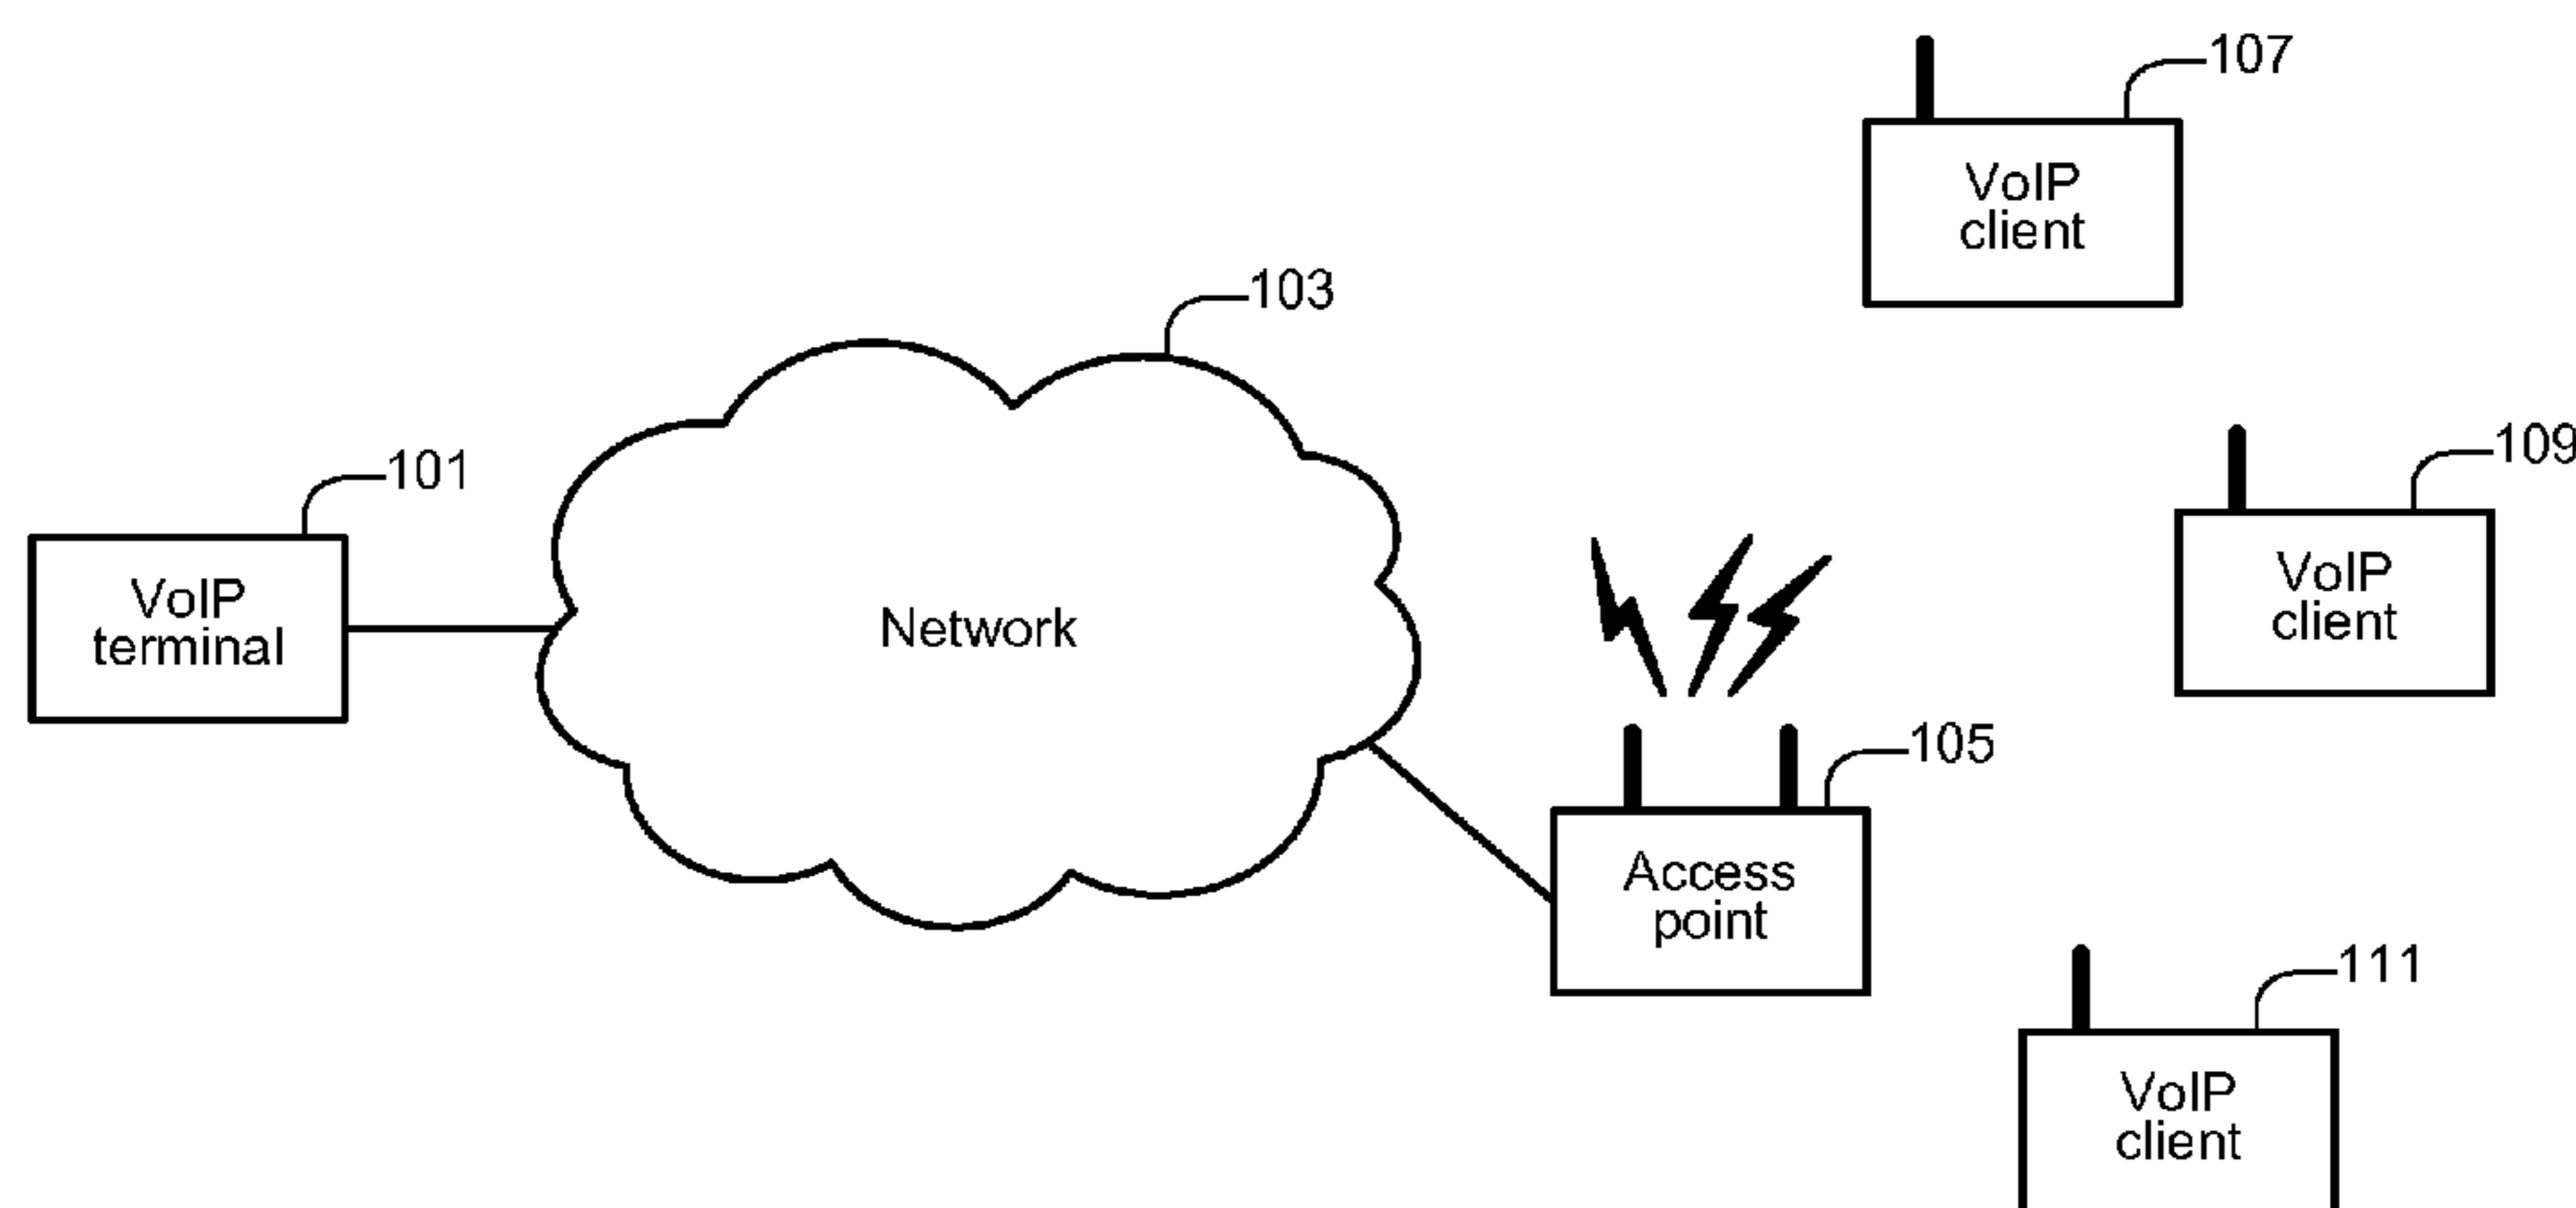 107
VoIP
client
103
109
101
VoIP
client
VoIP
terminal
Network
105
Access
point
111
VoIP
client